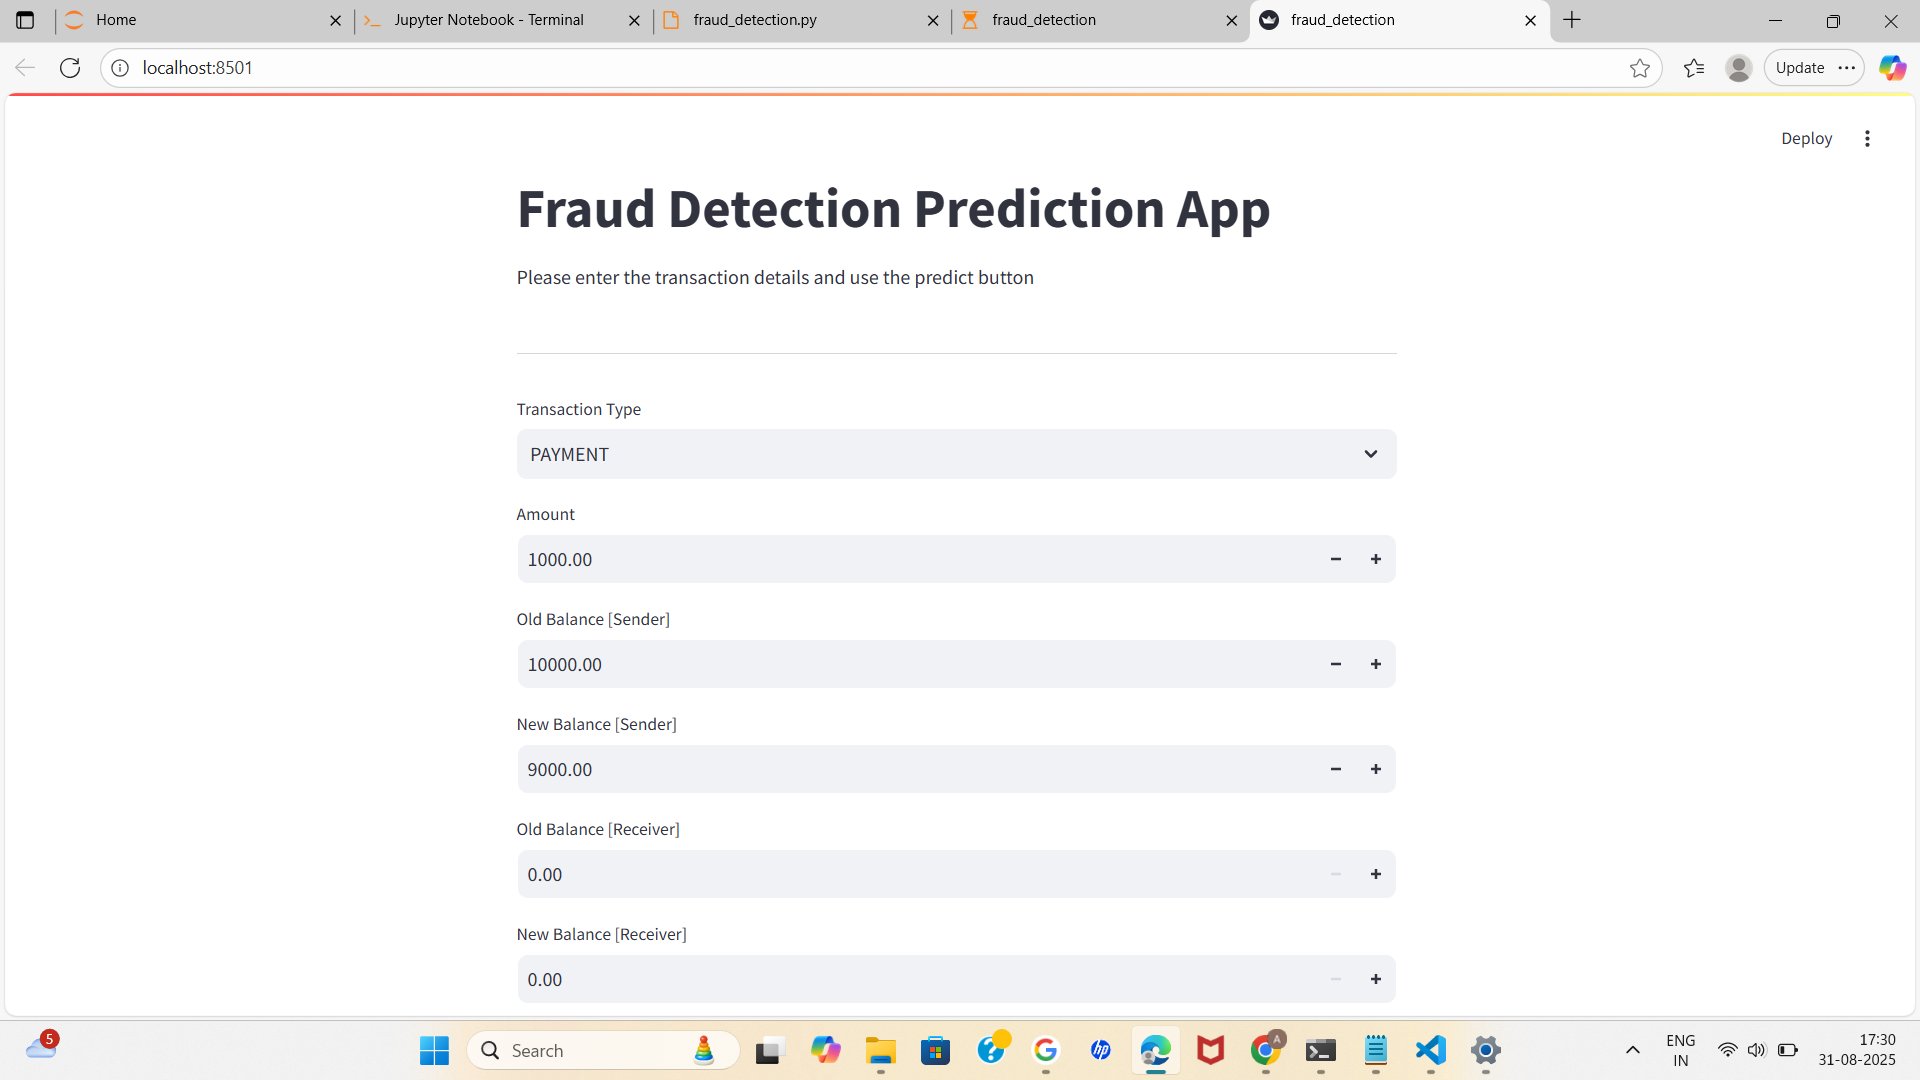 Home
Jupyter Notebook - Terminal
fraud_detection.py
fraud_detection
fraud_detection
localhost:8501
Update
Deploy
Fraud Detection Prediction App
Please enter the transaction details and use the predict button
Transaction Type
PAYMENT
Amount
1000.00
Old Balance [Sender]
10000.00
New Balance [Sender]
9000.00
Old Balance [Receiver]
0.00
New Balance [Receiver]
0.00
5
Search
hp
A
ENG
IN
17:30
31-08-2025